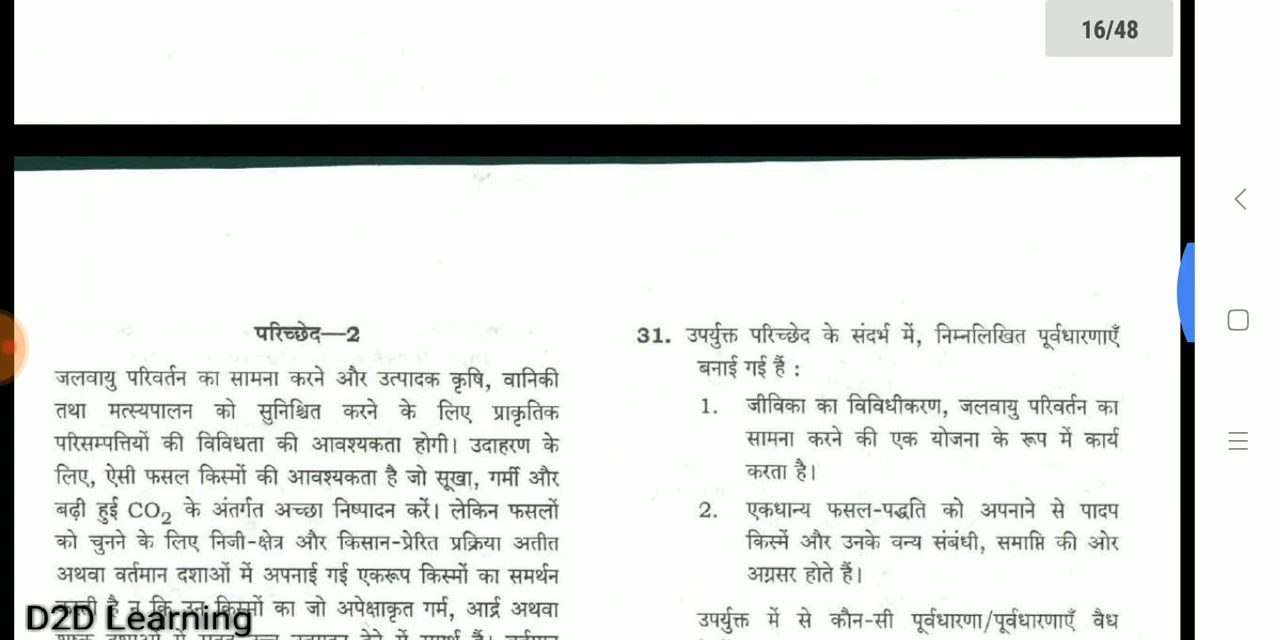 16/48
परिच्छेद—2
जलवायु परिवर्तन का सामना करने और उत्पादक कृषि, वानिकी
तथा मत्स्यपालन को सुनिश्चित करने के लिए प्राकृतिक
परिसम्पत्तियों की विविधता की आवश्यकता होगी। उदाहरण के
लिए, ऐसी फसल किस्मों की आवश्यकता है जो सूखा, गर्मी और
बढ़ी हुई CO₂ के अंतर्गत अच्छा निष्पादन करें। लेकिन फसलों
को चुनने के लिए निजी-क्षेत्र और किसान-प्रेरित प्रक्रिया अतीत
अथवा वर्तमान दशाओं में अपनाई गई एकरूप किस्मों का समर्थन
करती है न कि उन किस्मों का जो अपेक्षाकृत गर्म, आर्द्र अथवा
31. उपर्युक्त परिच्छेद के संदर्भ में, निम्नलिखित पूर्वधारणाएँ
बनाई गई हैं :
1. जीविका का विविधीकरण, जलवायु परिवर्तन का
सामना करने की एक योजना के रूप में कार्य
करता है।
2. एकधान्य फसल-पद्धति को अपनाने से पादप
किस्में और उनके वन्य संबंधी, समाप्ति की ओर
अग्रसर होते हैं।
उपर्युक्त में से कौन-सी पूर्वधारणा/पूर्वधारणाएँ वैध
D2D Learning